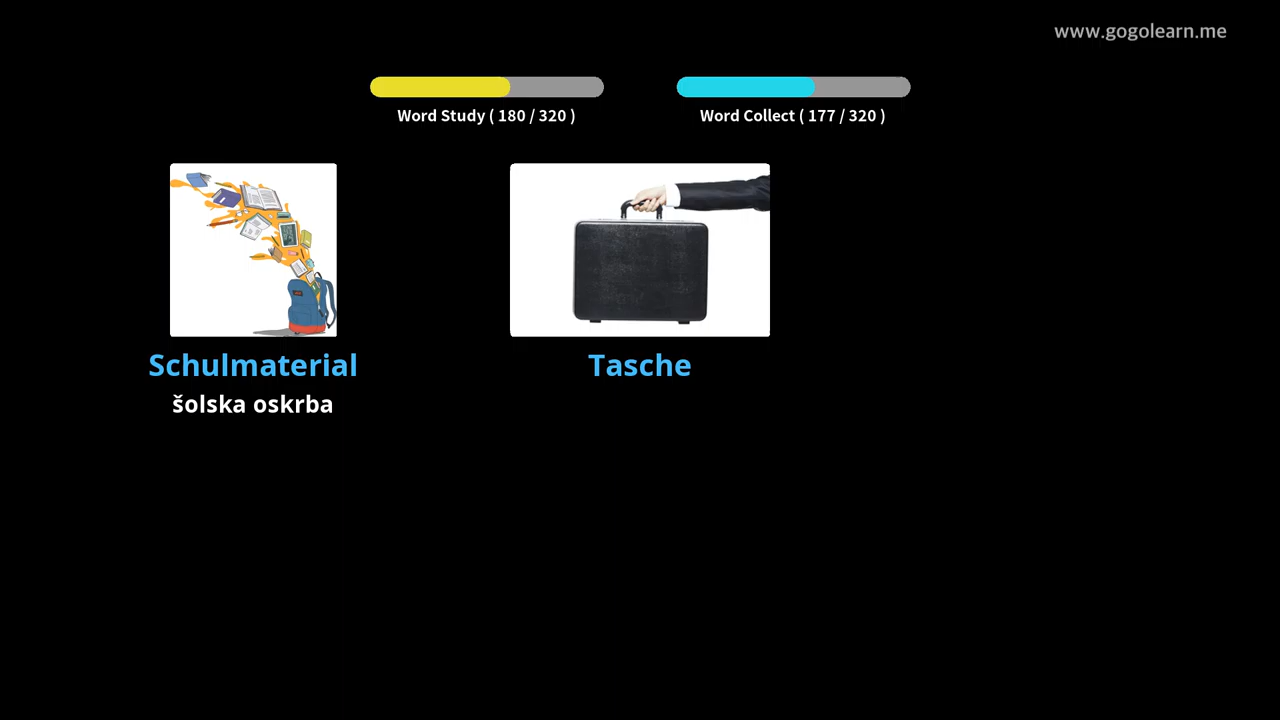 www.gogolearn.me
Word Study ( 180 / 320 )
Word Collect ( 177 / 320 )
Schulmaterial
šolska oskrba
Tasche